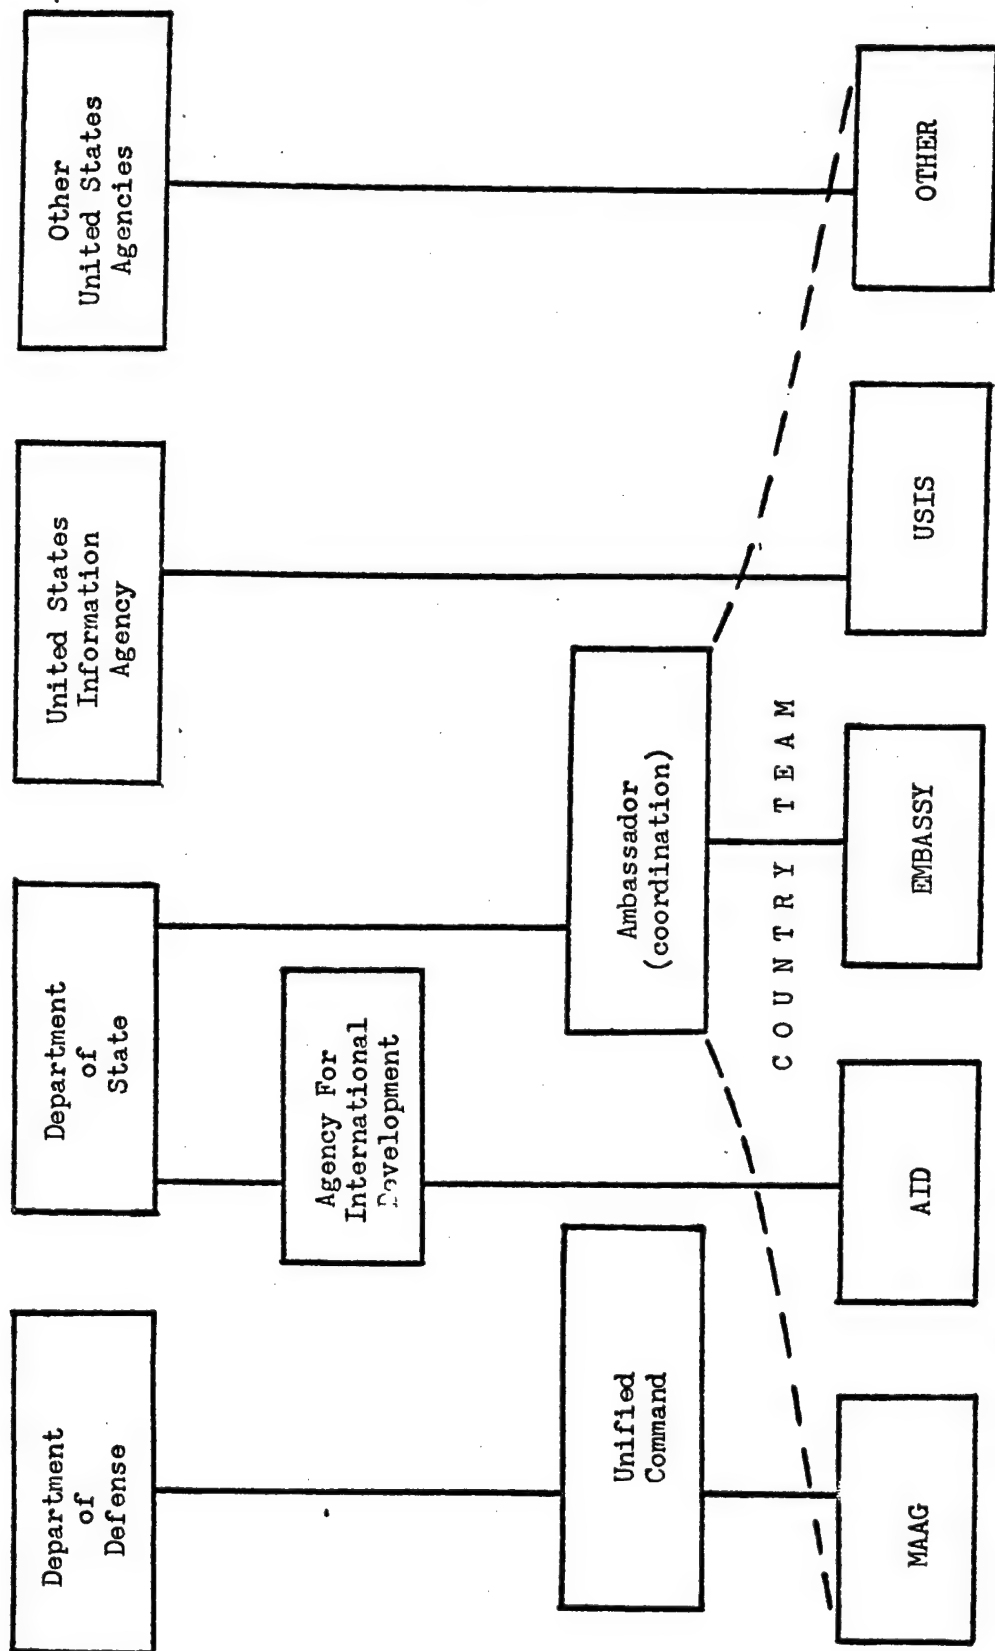 Department
of
Defense
Department
of
State
United States
Information
Agency
Other
United States
Agencies
Agency For
International
Development
Unified
Command
Ambassador
(coordination)
COUNTRY TEAM
MAAG
AID
EMBASSY
USIS
OTHER